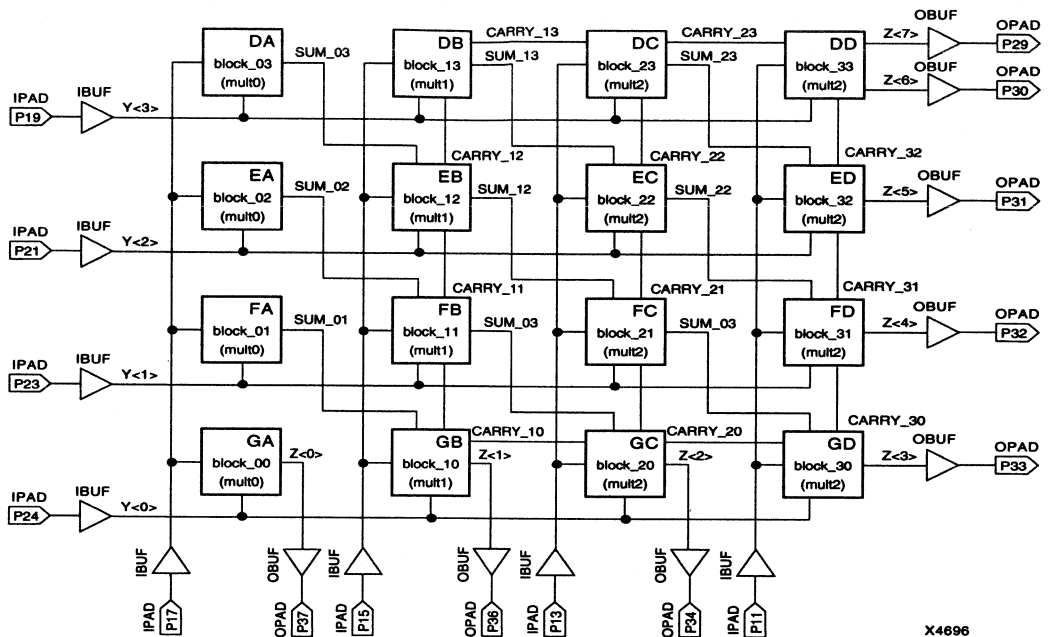 OBUF OPAD
DA DB CARRY_13 DC CARRY_23 DD Z<7> P29
block_03 SUM_03 block_13 SUM_13 block_23 SUM_23 block_33 OBUF OPAD
(mult0) (mult1) (mult2) (mult2) Z<6> P30
IPAD IBUF
P19 Y<3>
CARRY_12 CARRY_22 CARRY_32
EA EB EC ED OBUF OPAD
block_02 SUM_02 block_12 SUM_12 block_22 SUM_22 block_32 Z<5> P31
(mult0) (mult1) (mult2) (mult2)
IPAD IBUF
P21 Y<2>
CARRY_11 CARRY_21 CARRY_31
FA FB FC FD OBUF OPAD
block_01 SUM_01 block_11 SUM_03 block_21 SUM_03 block_31 Z<4> P32
(mult0) (mult1) (mult2) (mult2)
IPAD IBUF
P23 Y<1>
CARRY_30
GA GB CARRY_10 GC CARRY_20 GD OBUF OPAD
block_00 Z<0> block_10 Z<1> block_20 Z<2> block_30 Z<3> P33
(mult0) (mult1) (mult2) (mult2)
IPAD IBUF
P24 Y<0>
IBUF OBUF IBUF OBUF IBUF OBUF IBUF
IPAD P17 OPAD P37 IPAD P15 OPAD P36 IPAD P13 OPAD P34 IPAD P11
X4696